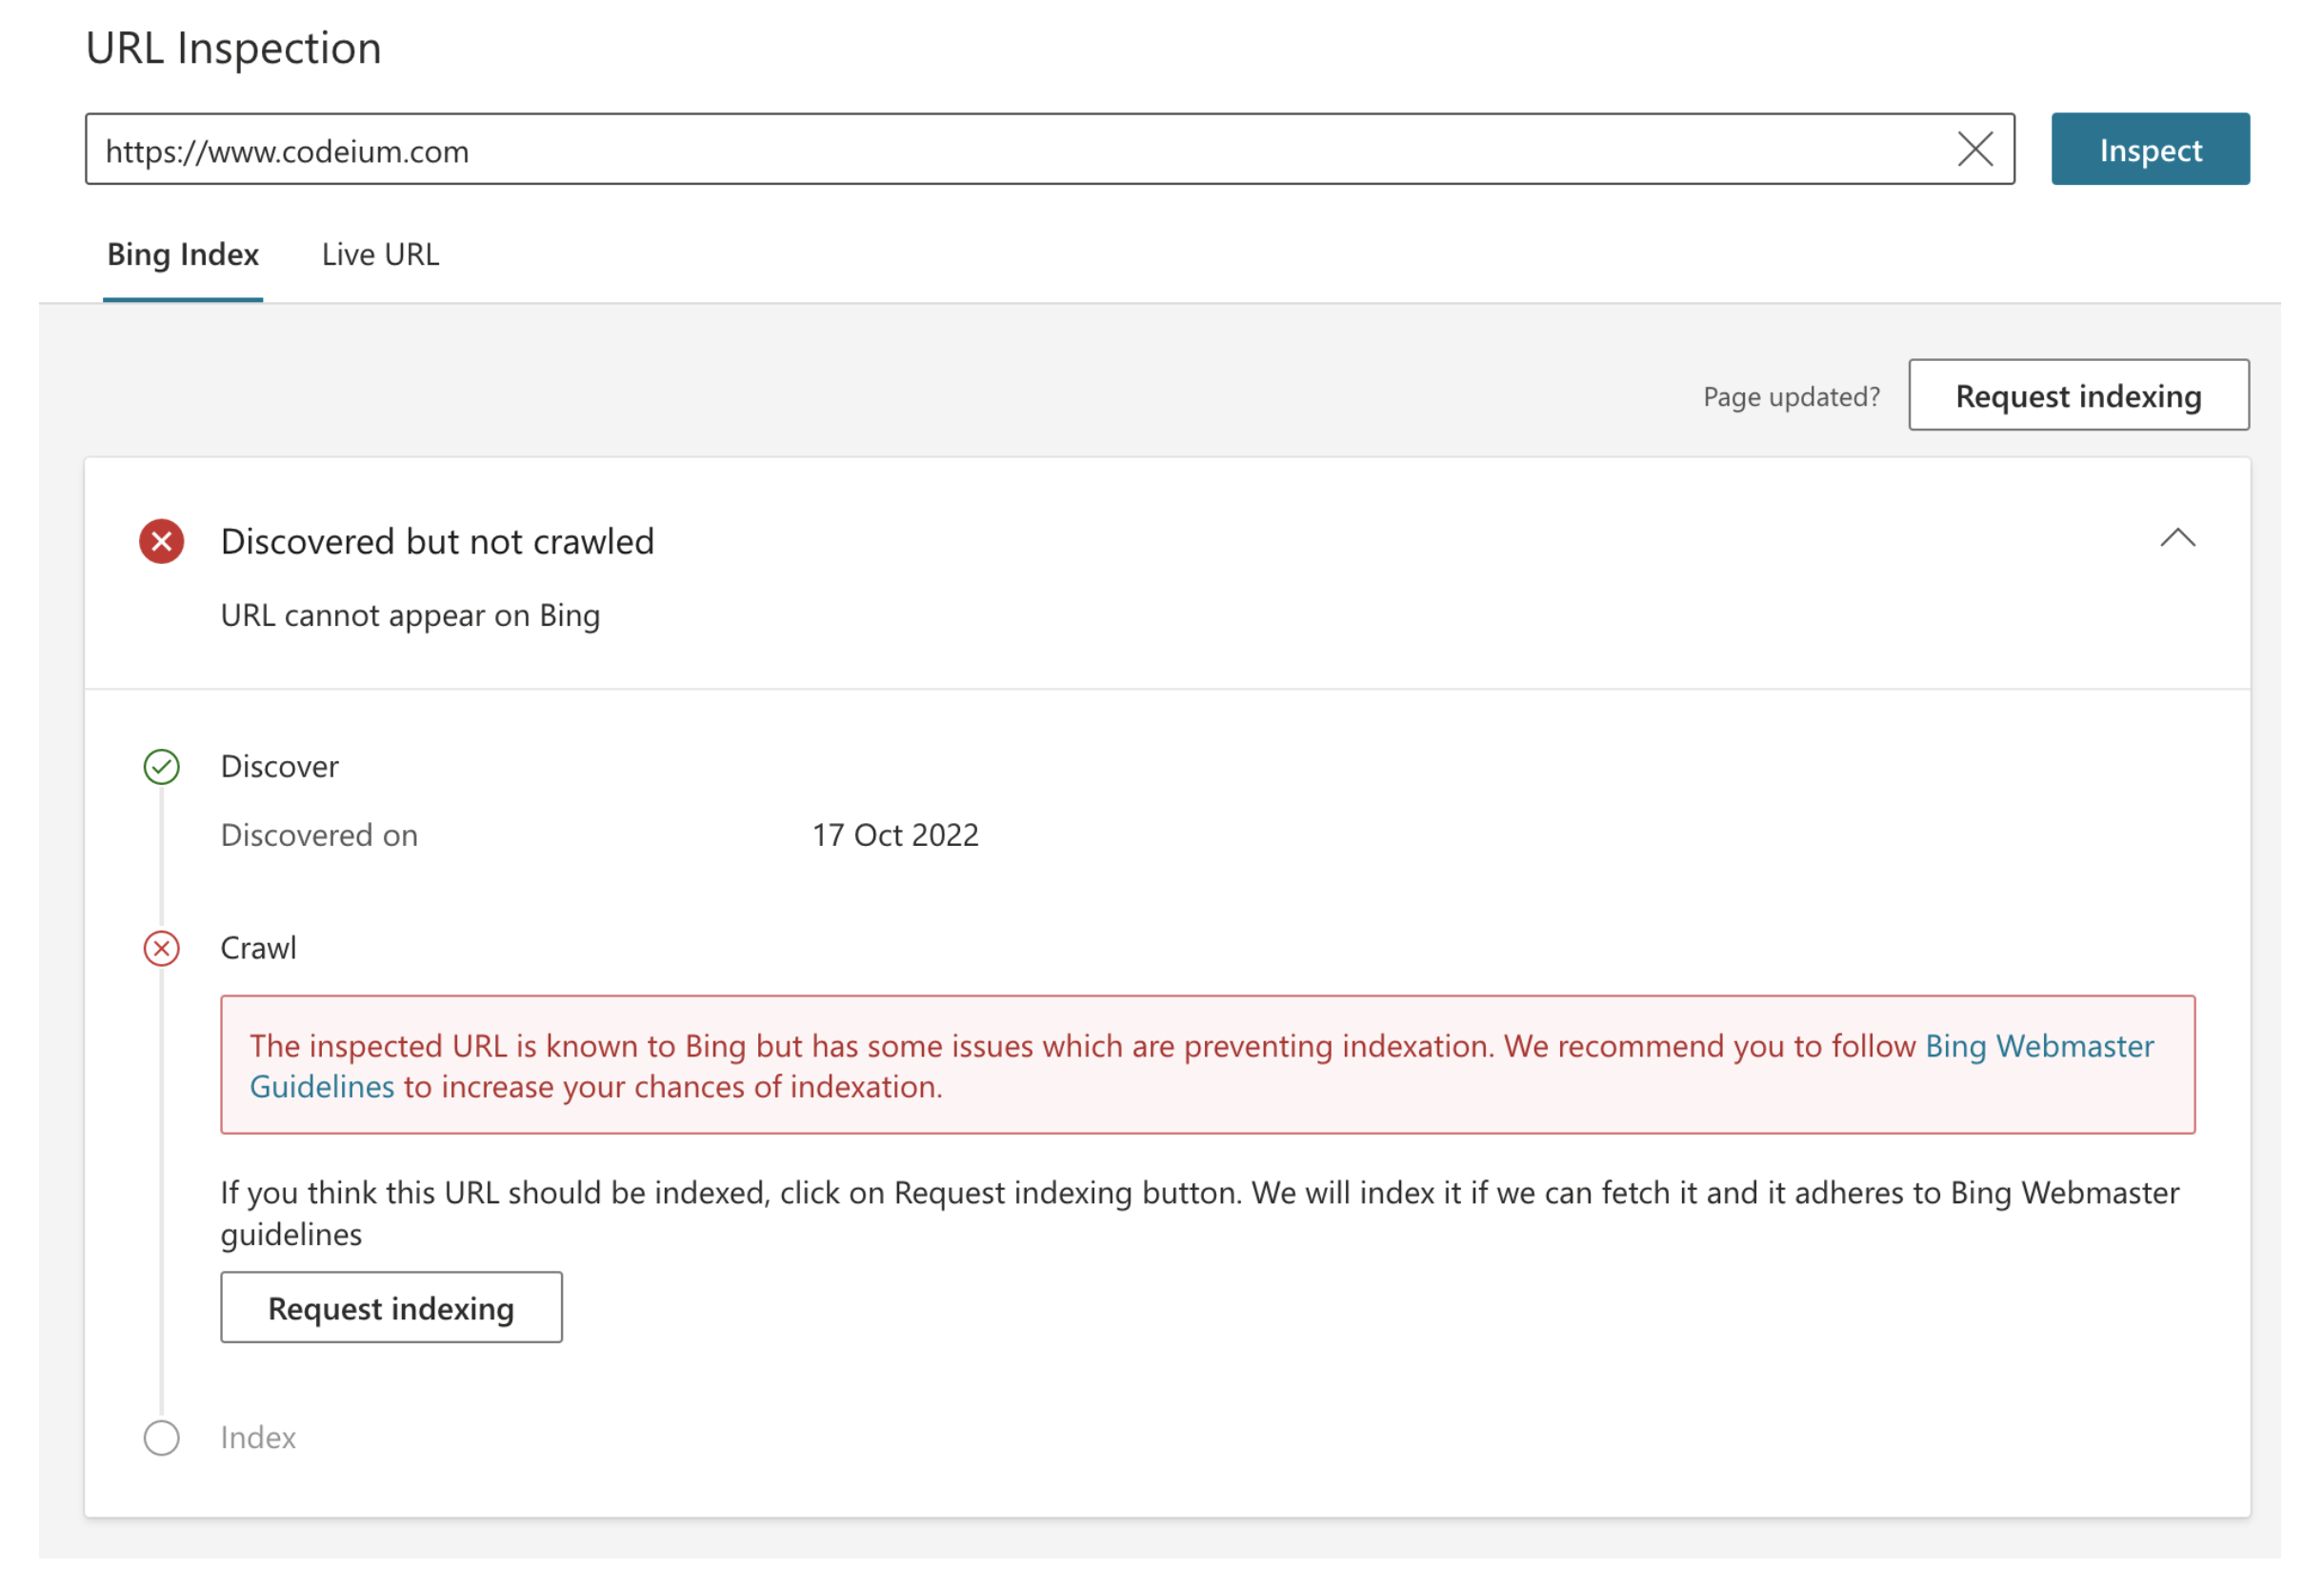 URL Inspection
https://www.codeium.com
Inspect
Bing Index
Live URL
Page updated?
Request indexing
Discovered but not crawled
URL cannot appear on Bing
Discover
Discovered on
17 Oct 2022
Crawl
The inspected URL is known to Bing but has some issues which are preventing indexation. We recommend you to follow Bing Webmaster
Guidelines to increase your chances of indexation.
If you think this URL should be indexed, click on Request indexing button. We will index it if we can fetch it and it adheres to Bing Webmaster
guidelines
Request indexing
Index